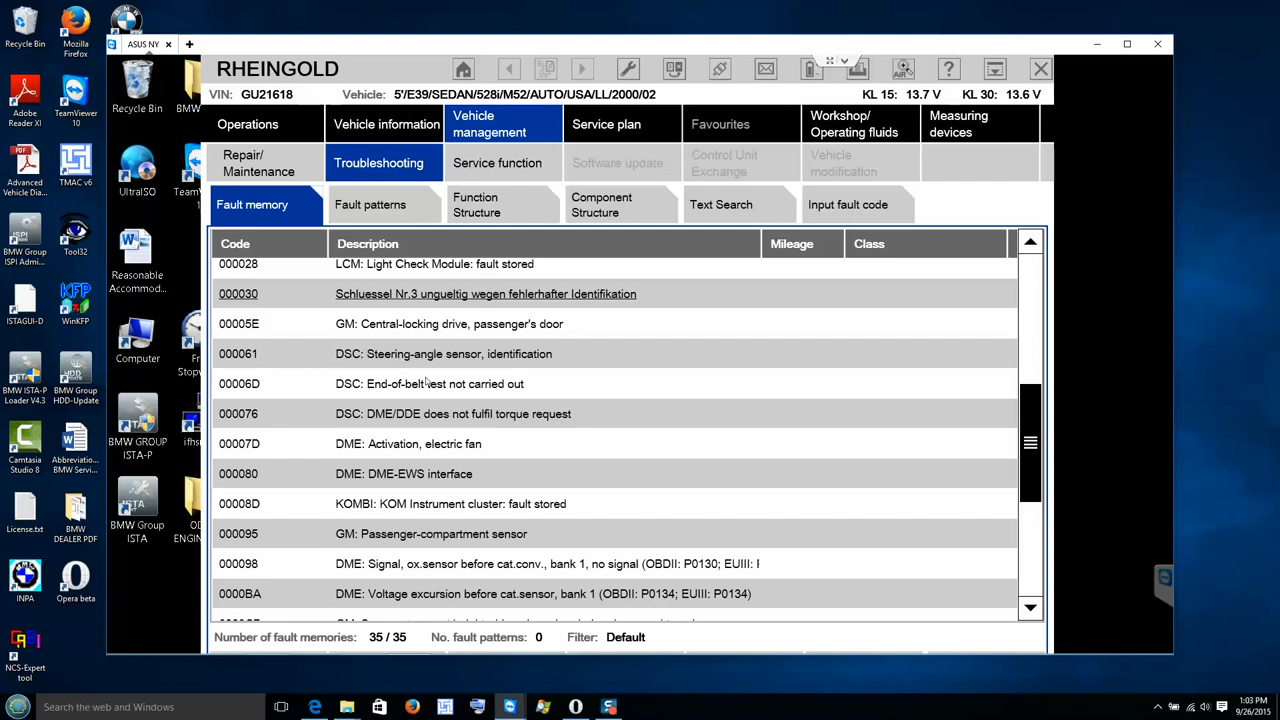 Recycle Bin
Mozilla
Firefox
Adobe
Reader XI
TeamViewer
10
Advanced
Vehicle Dia...
TMAC v6
BMW Group
ISPI Admi...
Tool32
ISTAGUI-D
WinKFP
BMW ISTA-P
Loader V4.3
BMW Group
HDD-Update
Camtasia
Studio 8
Abbreviatio...
BMW Servi...
License.txt
BMW
DEALER PDF
INPA
Opera beta
NCS-Expert
tool
ASUS NY
Recycle Bin
BMW
UltraISO
TeamV
Reasonable
Accommod...
Computer
Fr
Stopv
BMW GROUP
ISTA-P
ifhs
BMW Group
ISTA
OD
ENGIN
RHEINGOLD
AIR
VIN: GU21618 Vehicle: 5'/E39/SEDAN/528i/M52/AUTO/USA/LL/2000/02 KL 15: 13.7 V KL 30: 13.6 V
Operations
Vehicle information
Vehicle
management
Service plan
Favourites
Workshop/
Operating fluids
Measuring
devices
Repair/
Maintenance
Troubleshooting
Service function
Software update
Control Unit
Exchange
Vehicle
modification
Fault memory
Fault patterns
Function
Structure
Component
Structure
Text Search
Input fault code
Code Description Mileage Class
000028 LCM: Light Check Module: fault stored
000030 Schluessel Nr.3 ungueltig wegen fehlerhafter Identifikation
00005E GM: Central-locking drive, passenger's door
000061 DSC: Steering-angle sensor, identification
00006D DSC: End-of-belt test not carried out
000076 DSC: DME/DDE does not fulfil torque request
00007D DME: Activation, electric fan
000080 DME: DME-EWS interface
00008D KOMBI: KOM Instrument cluster: fault stored
000095 GM: Passenger-compartment sensor
000098 DME: Signal, ox.sensor before cat.conv., bank 1, no signal (OBDII: P0130; EUIII:
0000BA DME: Voltage excursion before cat.sensor, bank 1 (OBDII: P0134; EUIII: P0134)
Number of fault memories: 35 / 35 No. fault patterns: 0 Filter: Default
Search the web and Windows
1:03 PM
9/26/2015